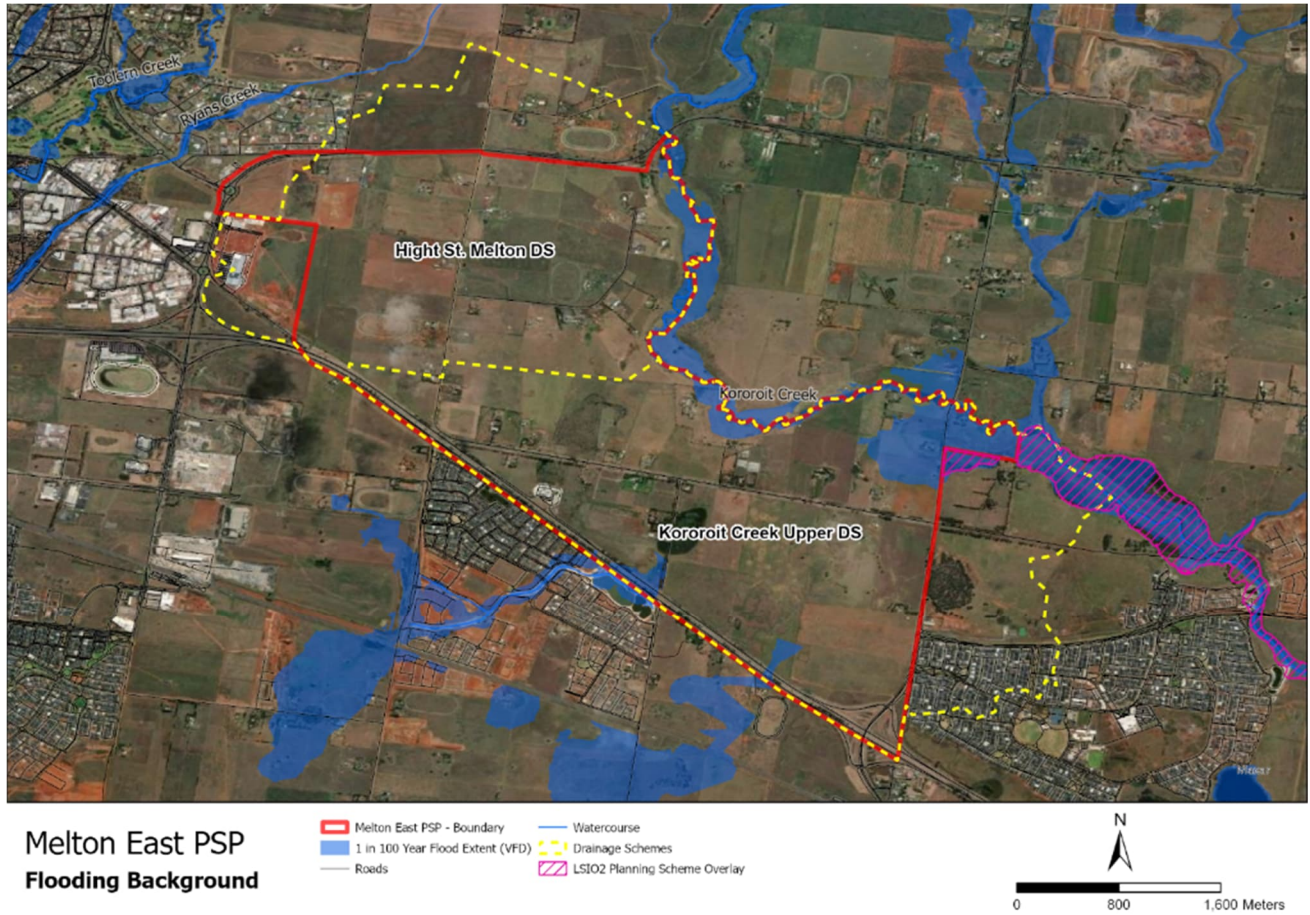 Toolern Creek
Ryans Creek
Hight St. Melton DS
Kororoit Creek
Kororoit Creek Upper DS
Melton East PSP
Flooding Background
Melton East PSP - Boundary
1 in 100 Year Flood Extent (VFD)
Roads
Watercourse
Drainage Schemes
LSIO2 Planning Scheme Overlay
N
0 800 1,600 Meters